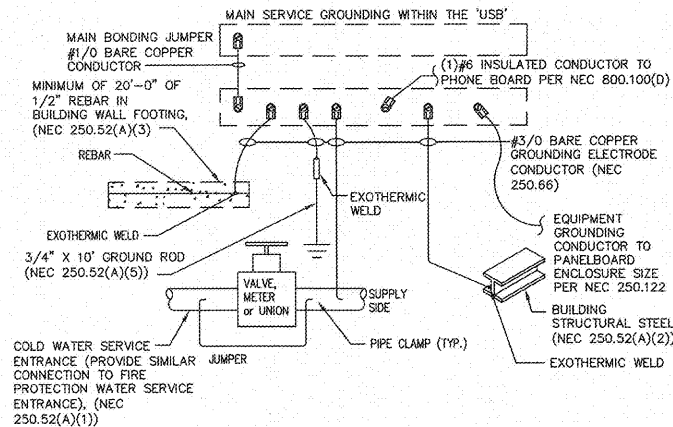 MAIN SERVICE GROUNDING WITHIN THE 'USB'
MAIN BONDING JUMPER
#1/0 BARE COPPER
CONDUCTOR
(1)#6 INSULATED CONDUCTOR TO
PHONE BOARD PER NEC 800.100(D)
MINIMUM OF 20'-0" OF
1/2" REBAR IN
BUILDING WALL FOOTING,
(NEC 250.52(A)(3)
REBAR
#3/0 BARE COPPER
GROUNDING ELECTRODE
CONDUCTOR (NEC
250.66)
EXOTHERMIC
WELD
EXOTHERMIC WELD
3/4" X 10' GROUND ROD
(NEC 250.52(A)(5))
EQUIPMENT
GROUNDING
CONDUCTOR TO
PANELBOARD
ENCLOSURE SIZE
PER NEC 250.122
VALVE,
METER
or UNION
SUPPLY
SIDE
BUILDING
STRUCTURAL STEEL
(NEC 250.52(A)(2))
EXOTHERMIC WELD
COLD WATER SERVICE
ENTRANCE (PROVIDE SIMILAR
CONNECTION TO FIRE
PROTECTION WATER SERVICE
ENTRANCE), (NEC
250.52(A)(1))
JUMPER
PIPE CLAMP (TYP.)